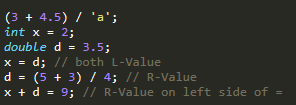 (3 + 4.5) / 'a';
int x = 2;
double d = 3.5;
x = d; // both L-Value
d = (5 + 3) / 4; // R-Value
x + d = 9; // R-Value on left side of =